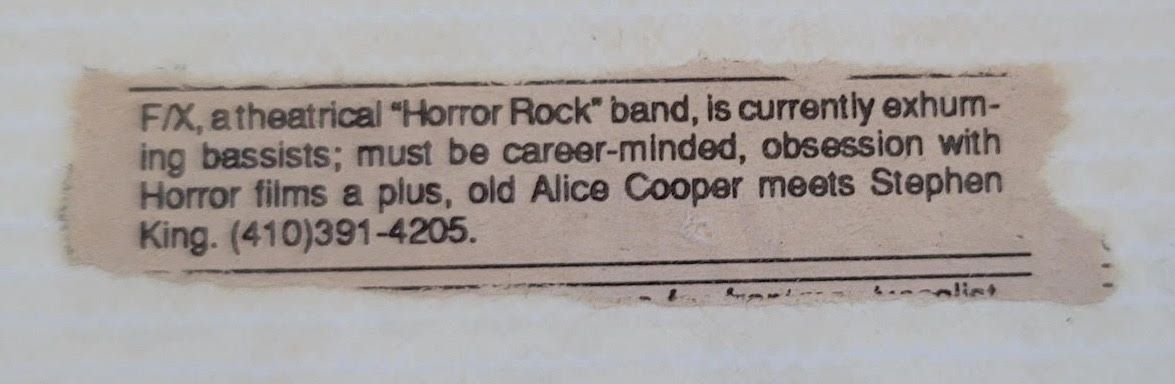 F/X, a theatrical "Horror Rock" band, is currently exhum-
ing bassists; must be career-minded, obsession with
Horror films a plus, old Alice Cooper meets Stephen
King. (410)391-4205.